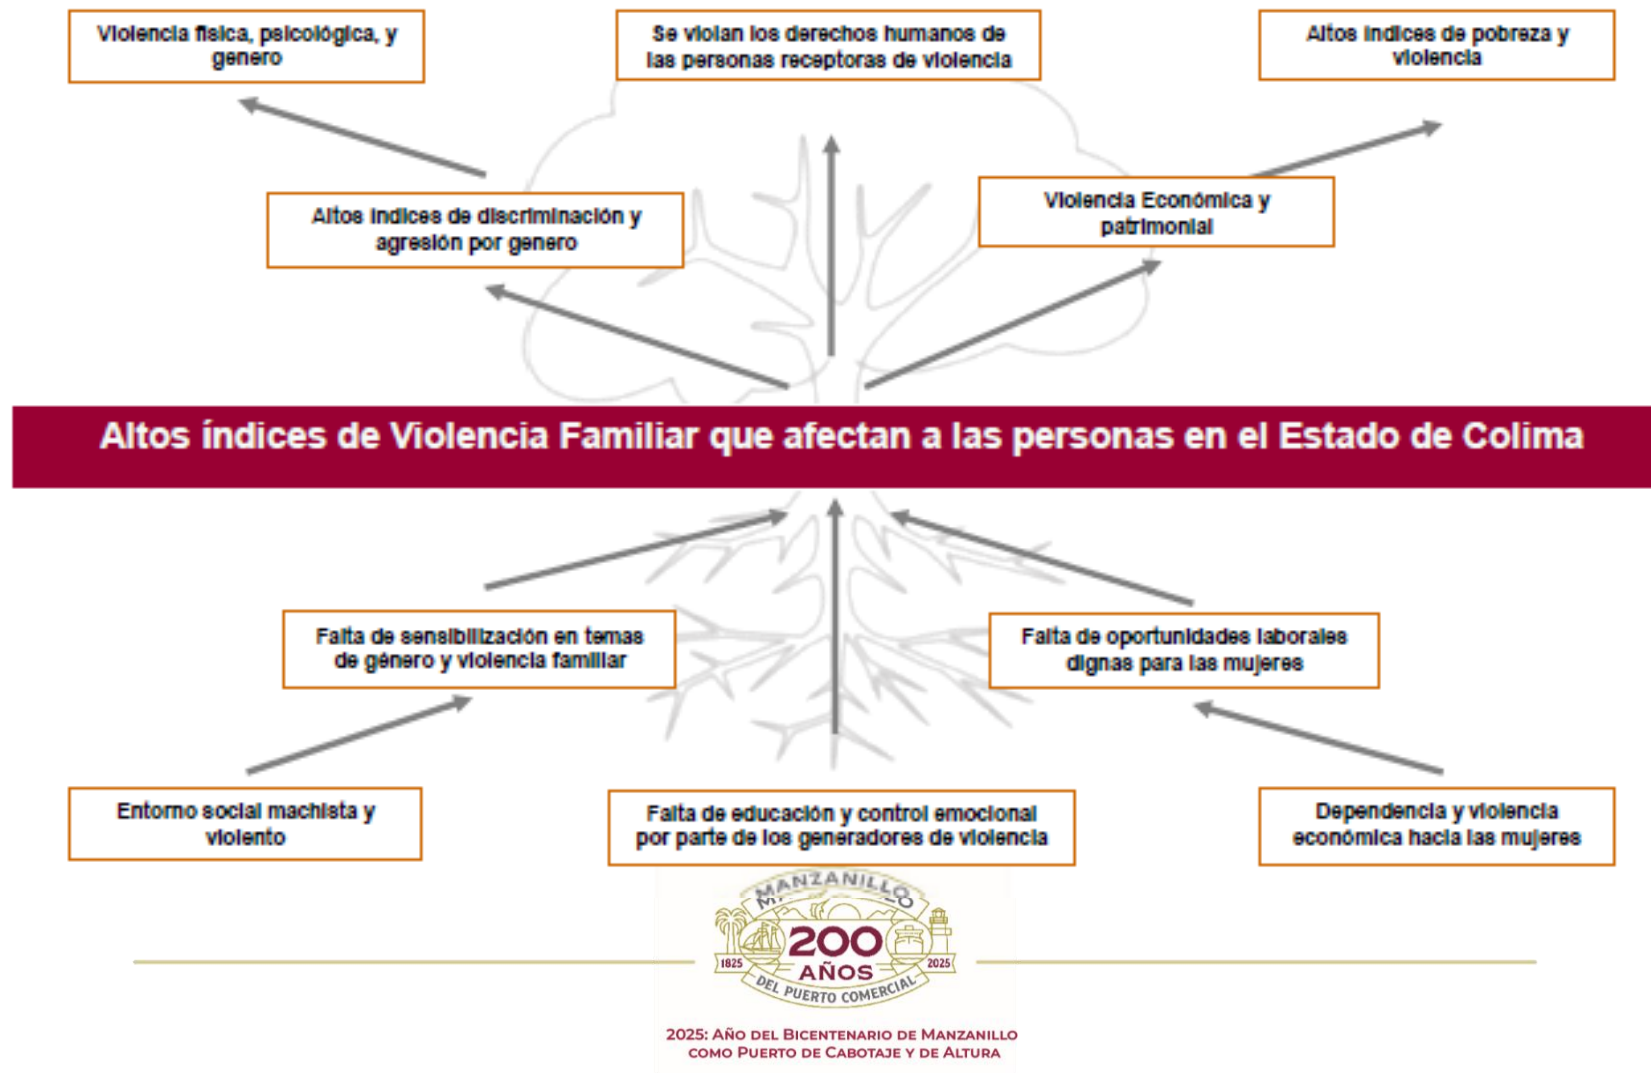 Violencia física, psicológica, y
genero
Se violan los derechos humanos de
las personas receptoras de violencia
Altos índices de pobreza y
violencia
Altos índices de discriminación y
agresión por genero
Violencia Económica y
patrimonial
Altos índices de Violencia Familiar que afectan a las personas en el Estado de Colima
Falta de sensibilización en temas
de género y violencia familiar
Falta de oportunidades laborales
dignas para las mujeres
Entorno social machista y
violento
Falta de educación y control emocional
por parte de los generadores de violencia
Dependencia y violencia
económica hacia las mujeres
MANZANILLO
200
1825
AÑOS
2025
DEL PUERTO COMERCIAL
2025: AÑO DEL BICENTENARIO DE MANZANILLO
COMO PUERTO DE CABOTAJE Y DE ALTURA